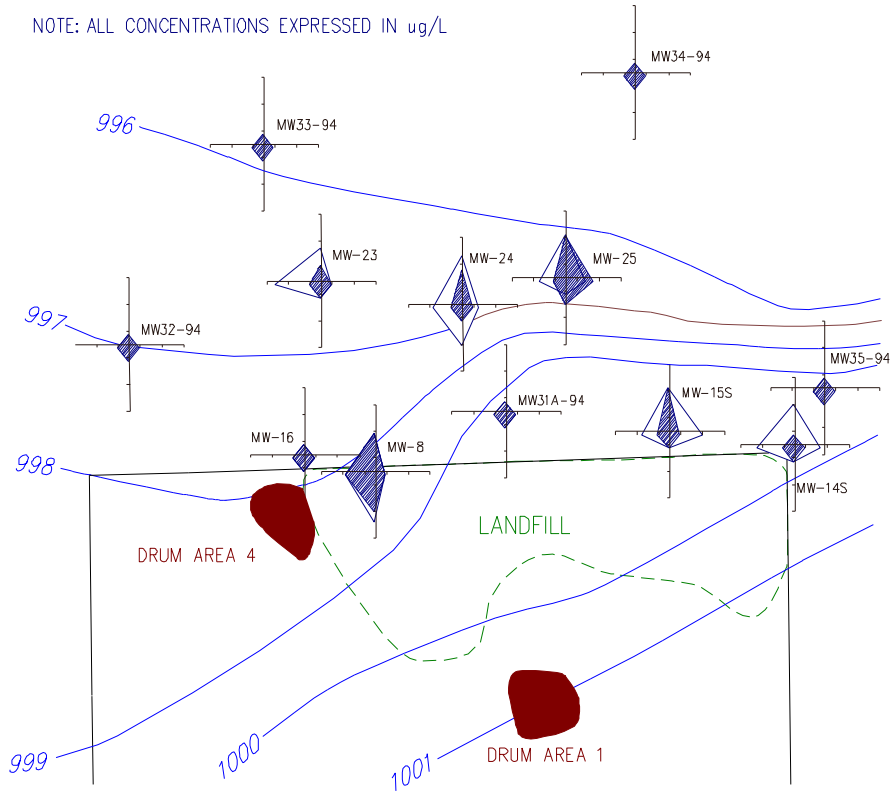 NOTE: ALL CONCENTRATIONS EXPRESSED IN ug/L
MW34-94
996
MW33-94
MW-23
MW-24
MW-25
997
MW32-94
MW35-94
MW-15S
MW31A-94
MW-16
MW-8
998
MW-14S
LANDFILL
DRUM AREA 4
999
1000
1001
DRUM AREA 1